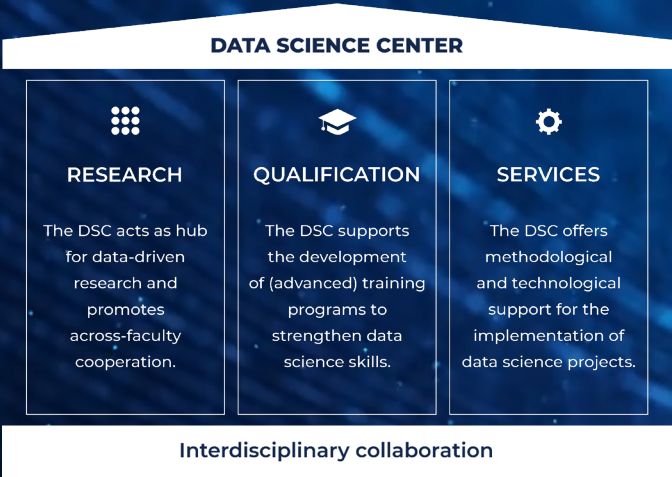 DATA SCIENCE CENTER
RESEARCH
The DSC acts as hub
for data-driven
research and
promotes
across-faculty
cooperation.
QUALIFICATION
The DSC supports
the development
of (advanced) training
programs to
strengthen data
science skills.
SERVICES
The DSC offers
methodological
and technological
support for the
implementation of
data science projects.
Interdisciplinary collaboration